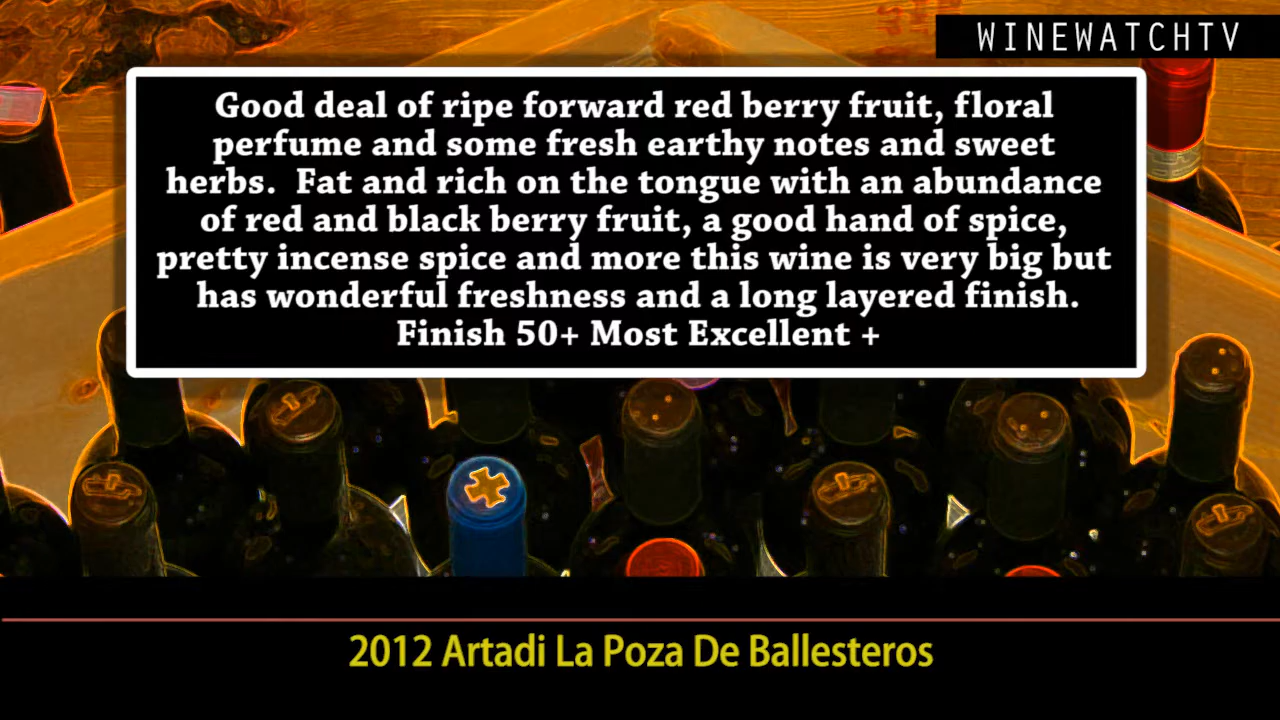 WINEWATCHTV
Good deal of ripe forward red berry fruit, floral
perfume and some fresh earthy notes and sweet
herbs.  Fat and rich on the tongue with an abundance
of red and black berry fruit, a good hand of spice,
pretty incense spice and more this wine is very big but
has wonderful freshness and a long layered finish.
Finish 50+ Most Excellent +
2012 Artadi La Poza De Ballesteros